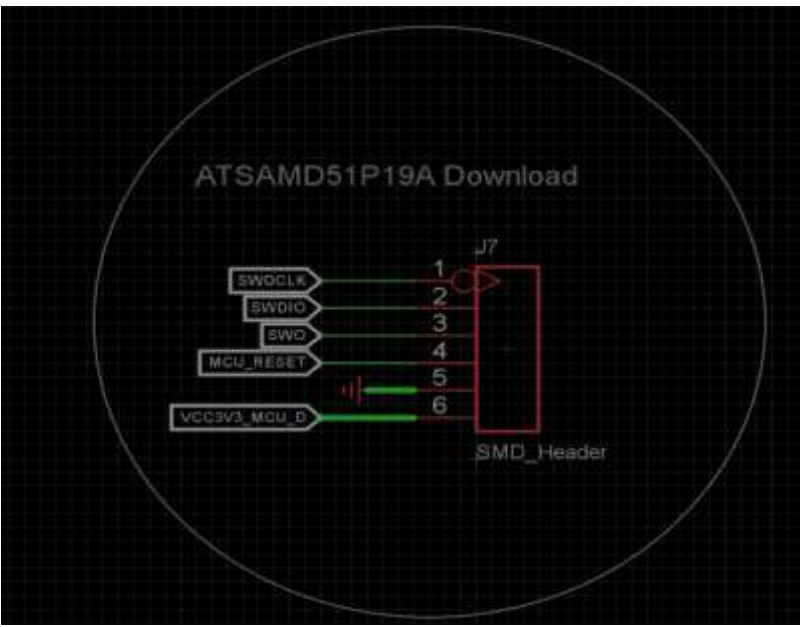 ATSAMD51P19A Download
J7
SWDCLK 1
SWDIO 2
SWO 3
MCU_RESET 4
5
VCC3V3_MCU_D 6
SMD_Header